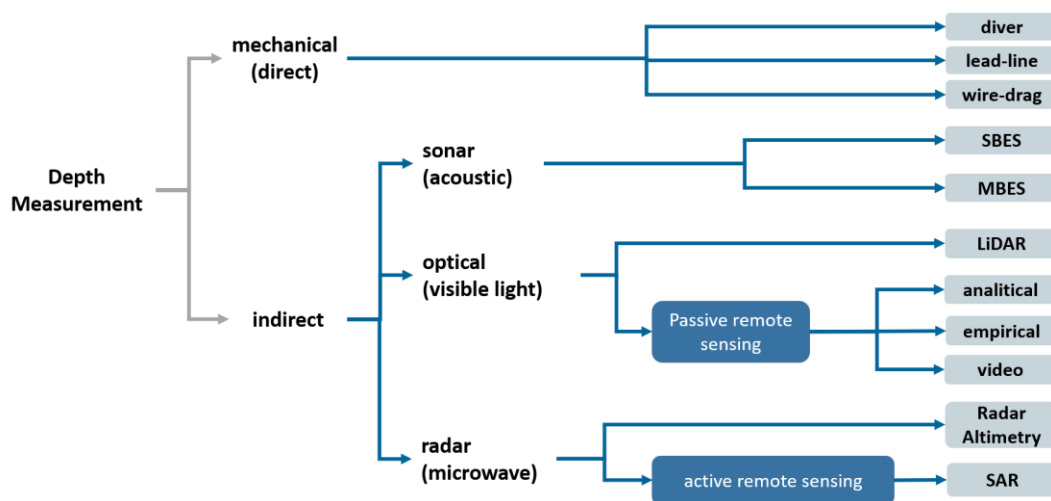 Depth
Measurement
mechanical
(direct)
diver
lead-line
wire-drag
indirect
sonar
(acoustic)
SBES
MBES
optical
(visible light)
LiDAR
Passive remote
sensing
analitical
empirical
video
radar
(microwave)
Radar
Altimetry
active remote sensing
SAR